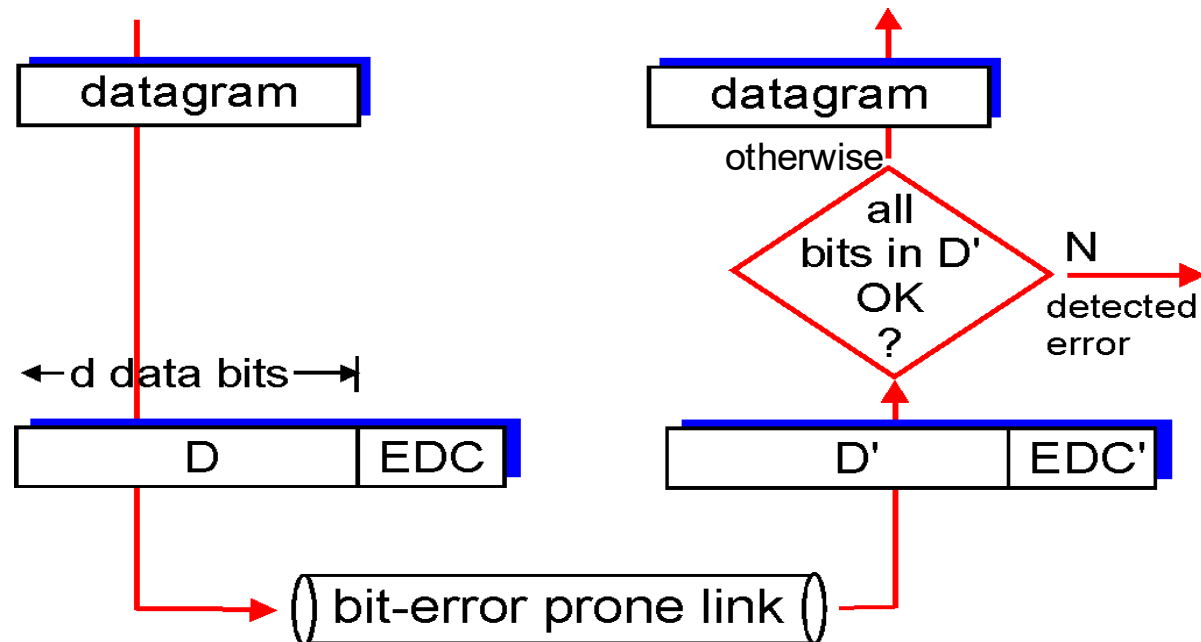 datagram
d data bits
D
EDC
bit-error prone link
D'
EDC'
all
bits in D'
OK
?
N
detected
error
otherwise
datagram